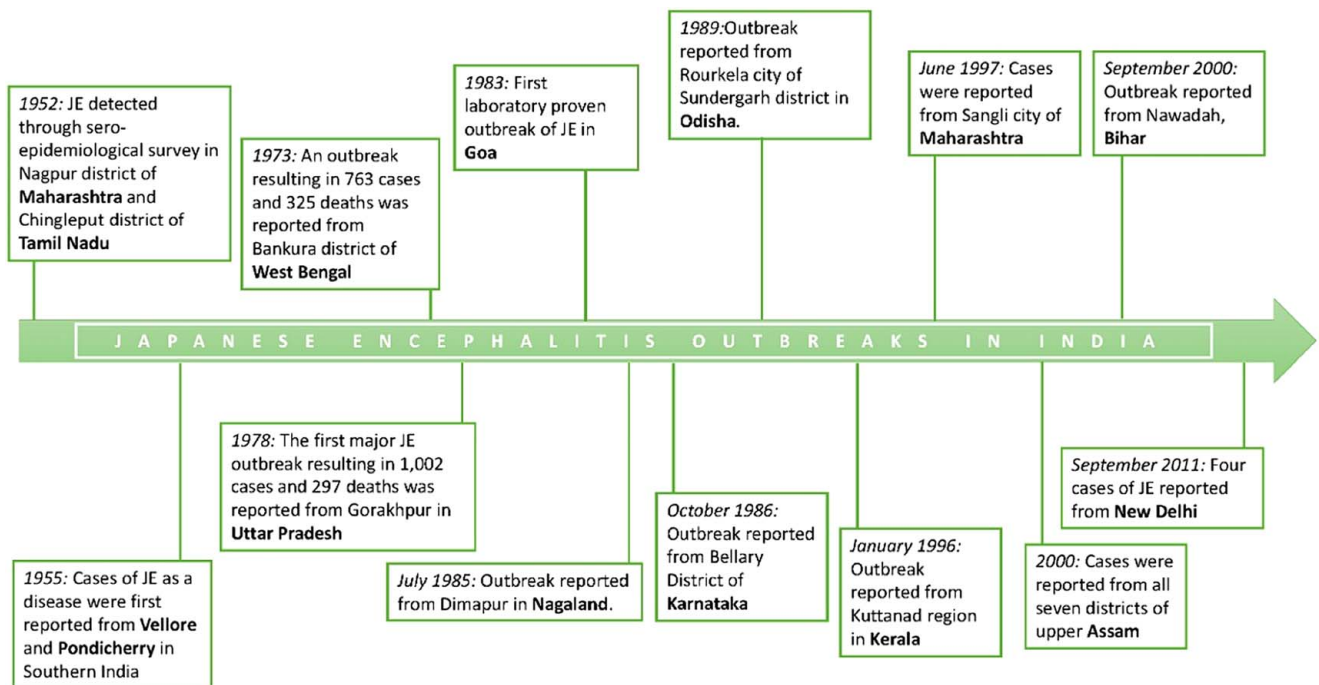 1952: JE detected
through sero-
epidemiological survey in
Nagpur district of
Maharashtra and
Chingleput district of
Tamil Nadu
1973: An outbreak
resulting in 763 cases
and 325 deaths was
reported from
Bankura district of
West Bengal
1983: First
laboratory proven
outbreak of JE in
Goa
1989:Outbreak
reported from
Rourkela city of
Sundergarh district in
Odisha.
June 1997: Cases
were reported
from Sangli city of
Maharashtra
September 2000:
Outbreak reported
from Nawadah,
Bihar
JAPANESE ENCEPHALITIS OUTBREAKS IN INDIA
1955: Cases of JE as a
disease were first
reported from Vellore
and Pondicherry in
Southern India
1978: The first major JE
outbreak resulting in 1,002
cases and 297 deaths was
reported from Gorakhpur in
Uttar Pradesh
July 1985: Outbreak reported
from Dimapur in Nagaland.
October 1986:
Outbreak reported
from Bellary
District of
Karnataka
January 1996:
Outbreak
reported from
Kuttanad region
in Kerala
2000: Cases were
reported from all
seven districts of
upper Assam
September 2011: Four
cases of JE reported
from New Delhi